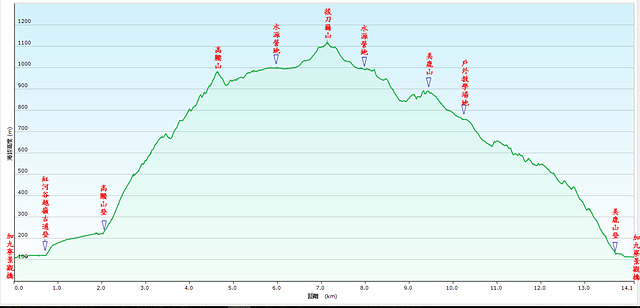 1200
1100
1000
900
800
700
600
500
400
300
200
100
海拔高度 (m)
加九寮景觀橋
紅河谷越嶺古道登
高腰山登
高腰山
水源營地
拔刀爾山
水源營地
美鹿山
戶外教學場地
美鹿山登
加九寮景觀橋
0.0 1.0 2.0 3.0 4.0 5.0 6.0 7.0 8.0 9.0 10.0 11.0 12.0 13.0 14.1
距離 (km)